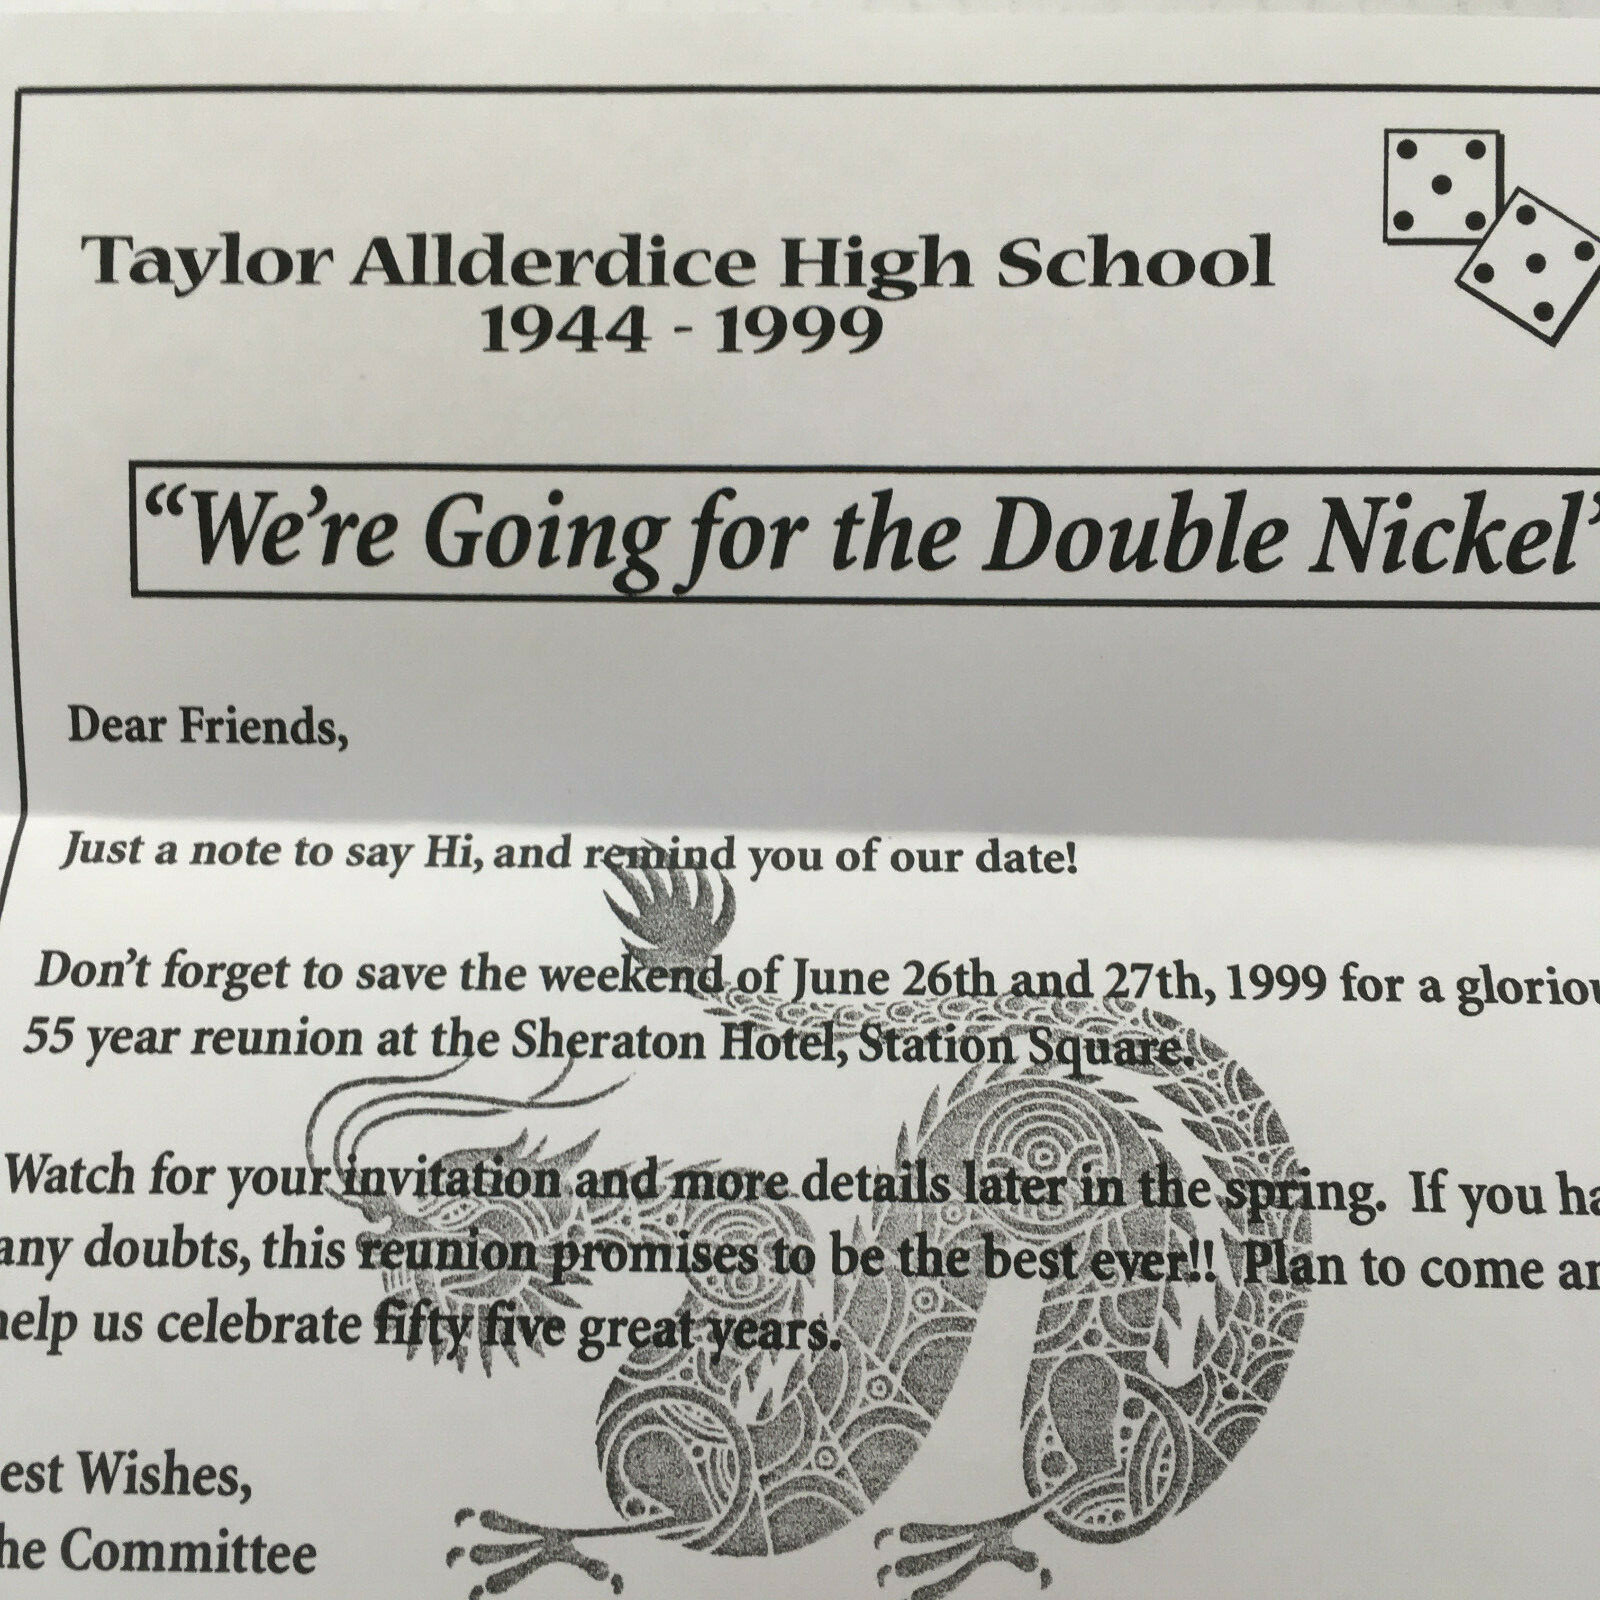 Taylor Allderdice High School
1944 - 1999
“We’re Going for the Double Nickel”
Dear Friends,
Just a note to say Hi, and remind you of our date!
Don’t forget to save the weekend of June 26th and 27th, 1999 for a gloriou
55 year reunion at the Sheraton Hotel, Station Square.
Watch for your invitation and more details later in the spring. If you ha
any doubts, this reunion promises to be the best ever!! Plan to come an
help us celebrate fifty five great years.
est Wishes,
he Committee